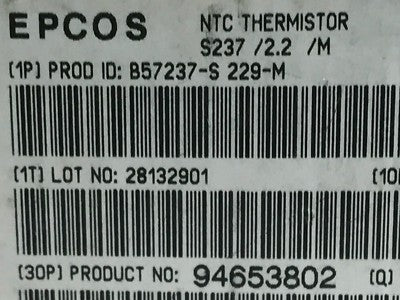 EPCOS NTC THERMISTOR
S237 /2.2 /M
(1P) PROD ID: B57237-S 229-M
(1T) LOT NO: 28132901 (10
(30P) PRODUCT NO: 94653802 (Q)